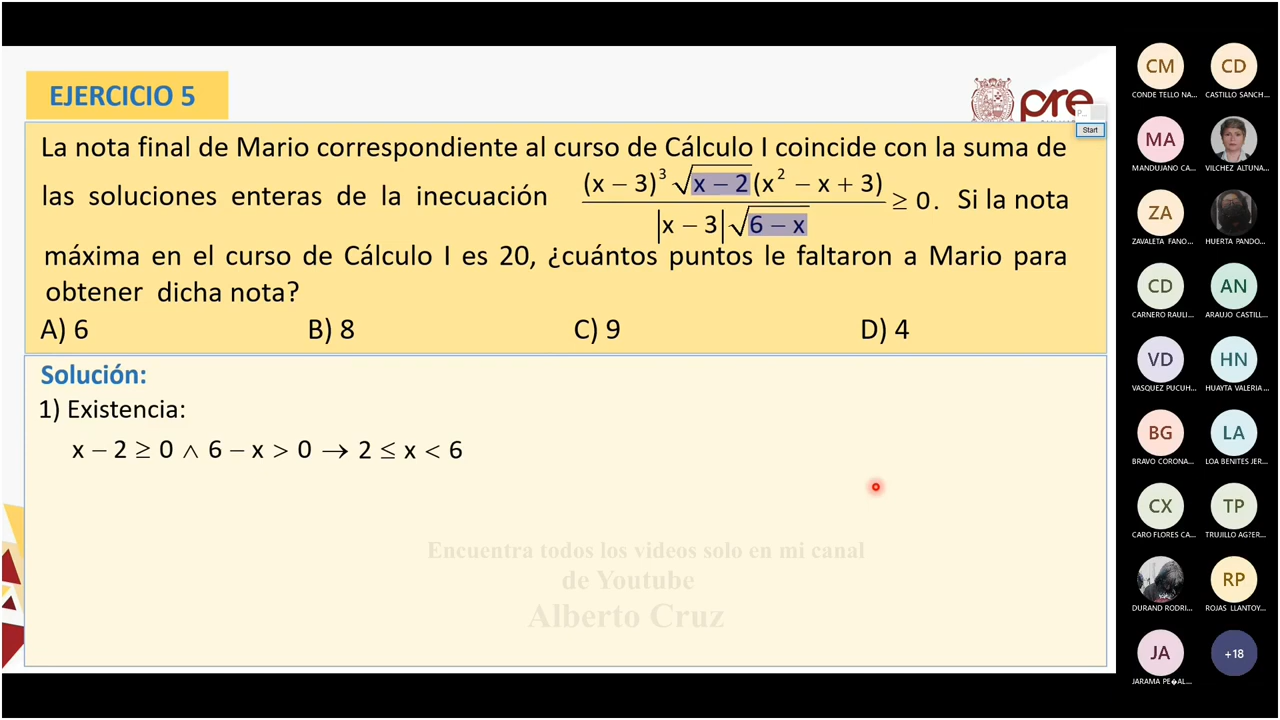 EJERCICIO 5
pre
P...
Start
La nota final de Mario correspondiente al curso de Cálculo I coincide con la suma de
las soluciones enteras de la inecuación (x − 3)³ √(x − 2) (x² − x + 3) / |x − 3| √(6 − x) ≥ 0. Si la nota
máxima en el curso de Cálculo I es 20, ¿cuántos puntos le faltaron a Mario para
obtener dicha nota?
A) 6 B) 8 C) 9 D) 4
Solución:
1) Existencia:
x − 2 ≥ 0 ∧ 6 − x > 0 → 2 ≤ x < 6
Encuentra todos los videos solo en mi canal
de Youtube
Alberto Cruz
CM CD
CONDE TELLO NA... CASTILLO SANCH...
MA
MANDUJANO CA... VILCHEZ ALTUNA...
ZA
ZAVALETA FANO... HUERTA PANDO...
CD AN
CARNERO RAULI... ARAUJO CASTILL...
VD HN
VASQUEZ PUCUH... HUAYTA VALERIA...
BG LA
BRAVO CORONA... LOA BENITES JER...
CX TP
CARO FLORES CA... TRUJILLO AG?ER...
RP
DURAND RODRI... ROJAS LLANTOY...
JA +18
JARAMA PE�AL...